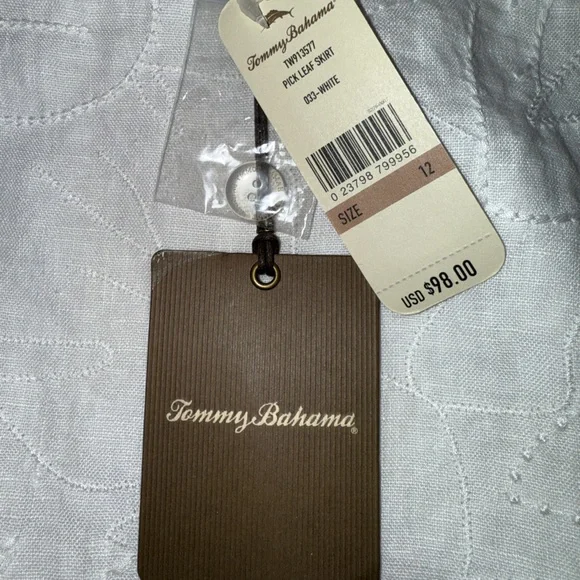 Tommy Bahama
TW913577
PICK LEAF SKIRT
033-WHITE
0 23798 799956
SIZE 12
USD $98.00
Tommy Bahama®